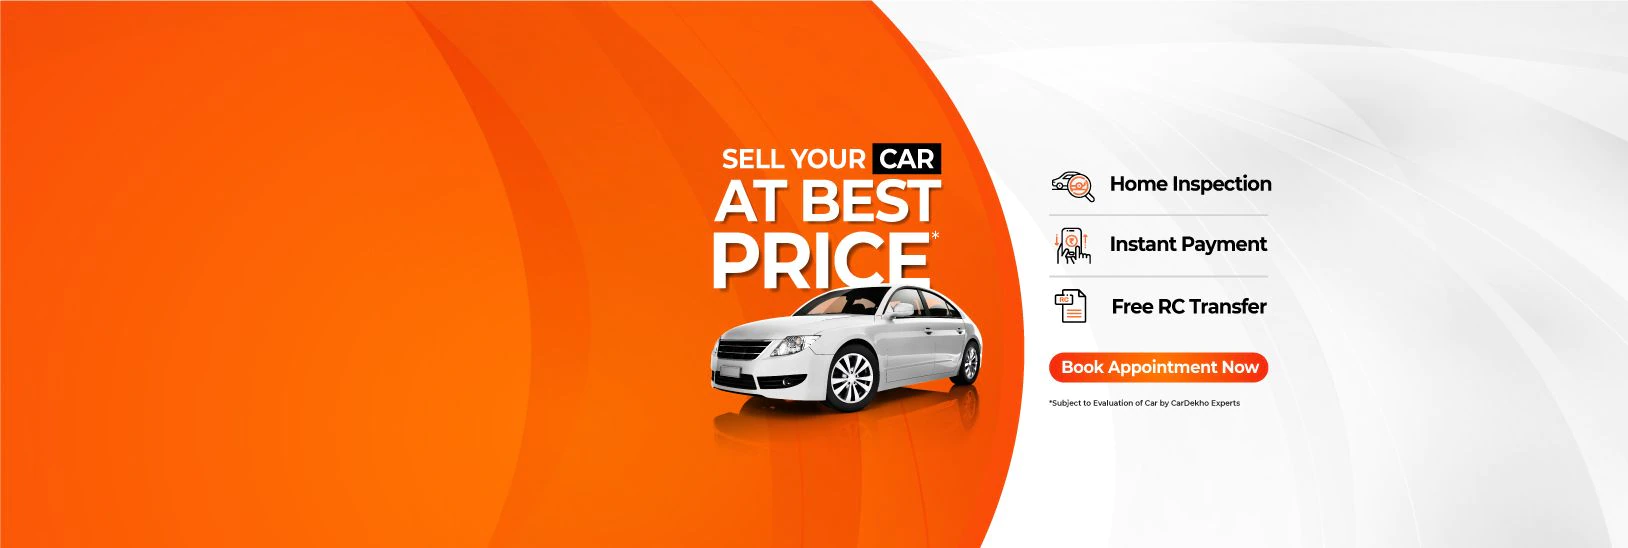 SELL YOUR CAR
AT BEST
PRICE*
Home Inspection
Instant Payment
RC
Free RC Transfer
Book Appointment Now
*Subject to Evaluation of Car by CarDekho Experts